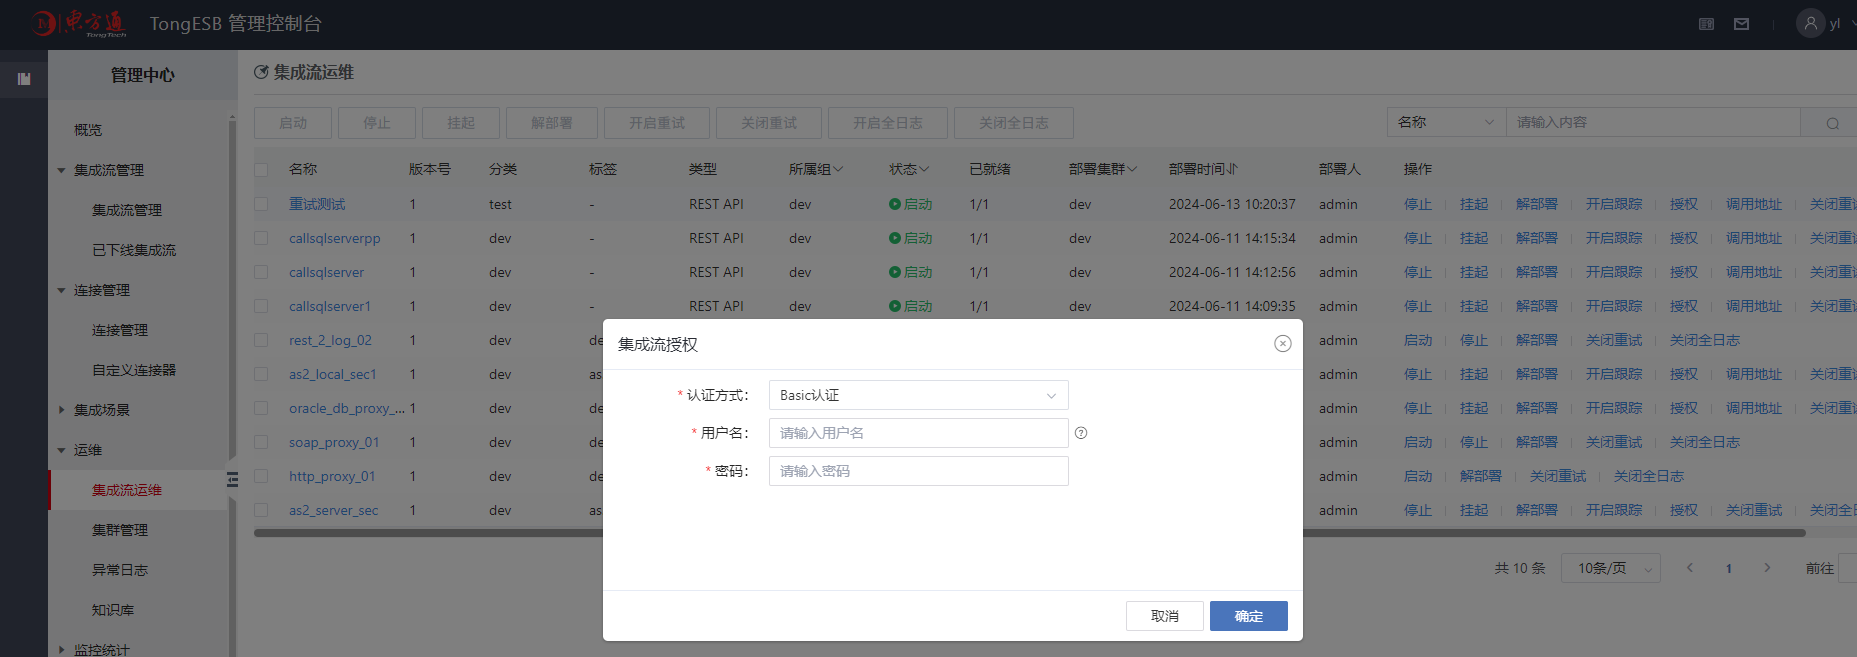 东方通 TongTech TongESB 管理控制台 yl
管理中心
概览
集成流管理
集成流管理
已下线集成流
连接管理
连接管理
自定义连接器
集成场景
运维
集成流运维
集群管理
异常日志
知识库
监控统计
集成流运维
启动 停止 挂起 解部署 开启重试 关闭重试 开启全日志 关闭全日志 名称 请输入内容
名称 版本号 分类 标签 类型 所属组 状态 已就绪 部署集群 部署时间 部署人 操作
重试测试 1 test - REST API dev 启动 1/1 dev 2024-06-13 10:20:37 admin 停止 挂起 解部署 开启跟踪 授权 调用地址 关闭重试
callsqlserverpp 1 dev - REST API dev 启动 1/1 dev 2024-06-11 14:15:34 admin 停止 挂起 解部署 开启跟踪 授权 调用地址 关闭重试
callsqlserver 1 dev - REST API dev 启动 1/1 dev 2024-06-11 14:12:56 admin 停止 挂起 解部署 开启跟踪 授权 调用地址 关闭重试
callsqlserver1 1 dev - REST API dev 启动 1/1 dev 2024-06-11 14:09:35 admin 停止 挂起 解部署 开启跟踪 授权 调用地址 关闭重试
rest_2_log_02 1 dev de admin 启动 停止 解部署 关闭重试 关闭全日志
as2_local_sec1 1 dev as admin 停止 挂起 解部署 开启跟踪 授权 调用地址 关闭重试
oracle_db_proxy_... 1 dev de admin 停止 挂起 解部署 开启跟踪 授权 调用地址 关闭重试
soap_proxy_01 1 dev de admin 启动 停止 解部署 关闭重试 关闭全日志
http_proxy_01 1 dev de admin 启动 解部署 关闭重试 关闭全日志
as2_server_sec 1 dev as admin 停止 挂起 解部署 开启跟踪 授权 关闭重试 关闭全日
共 10 条 10条/页 1 前往
集成流授权
* 认证方式: Basic认证
* 用户名: 请输入用户名
* 密码: 请输入密码
取消 确定